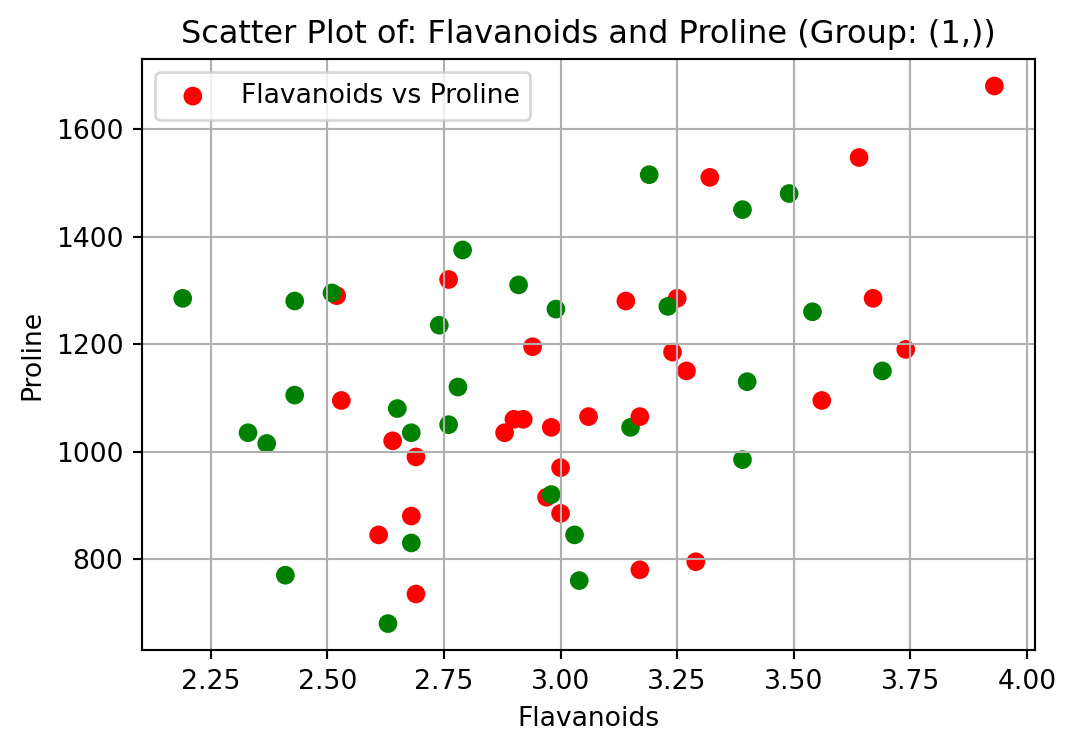 Scatter Plot of: Flavanoids and Proline (Group: (1,))
Flavanoids vs Proline
1600
1400
1200
1000
800
Proline
2.25 2.50 2.75 3.00 3.25 3.50 3.75 4.00
Flavanoids